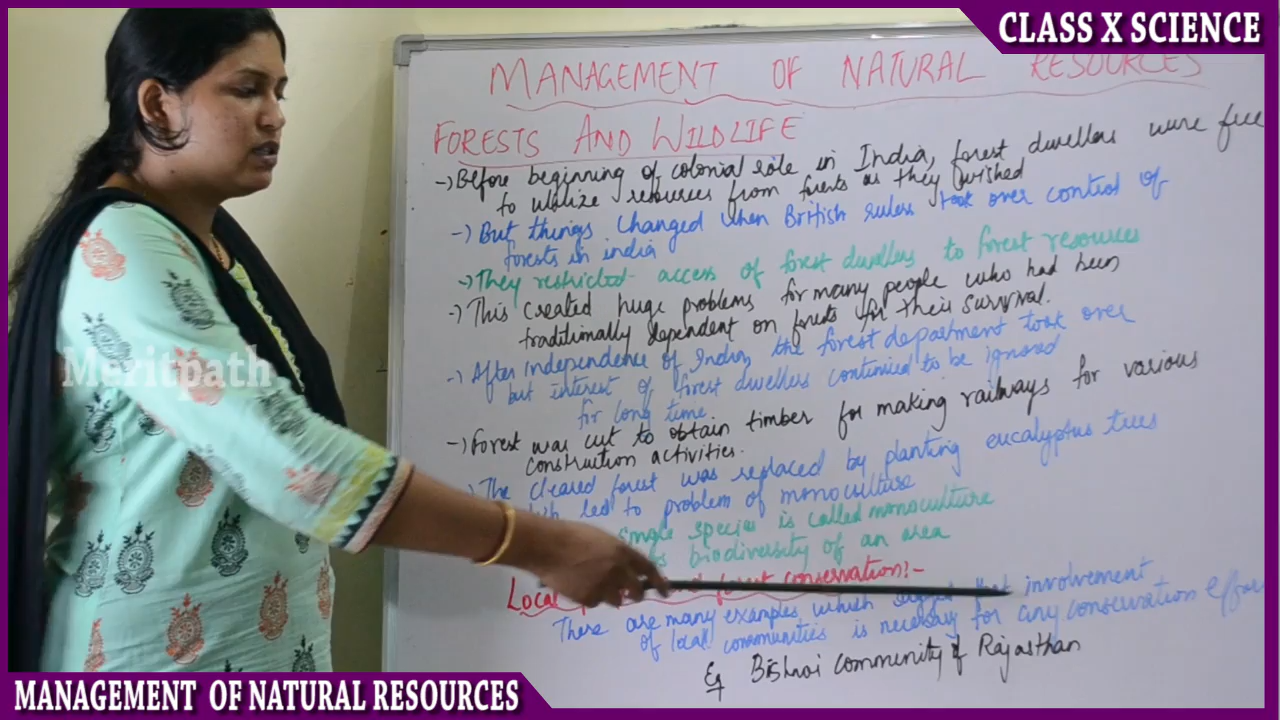 CLASS X SCIENCE
MANAGEMENT OF NATURAL RESOURCES
FORESTS AND WILDLIFE
-) Before beginning of colonial role in India, forest dwellers were free
to utilize resources from forests as they wished
-) But things changed when British rulers took over control of
forests in india
-) They restricted access of forest dwellers to forest resources
-) This created huge problems for many people who had been
traditionally dependent on forests for their survival.
-) After independence of India, the forest department took over
but interest of forest dwellers continued to be ignored
for long time.
-) Forest was cut to obtain timber for making railways for various
construction activities.
The cleared forest was replaced by planting eucalyptus trees
led to problem of monoculture
Single is called monoculture
biodiversity of an area
Local forest conservation:-
There are many examples which suggest that involvement
of local communities is necessary for any conservation
Eg Bishnoi community of Rajasthan
Meritpath
MANAGEMENT OF NATURAL RESOURCES